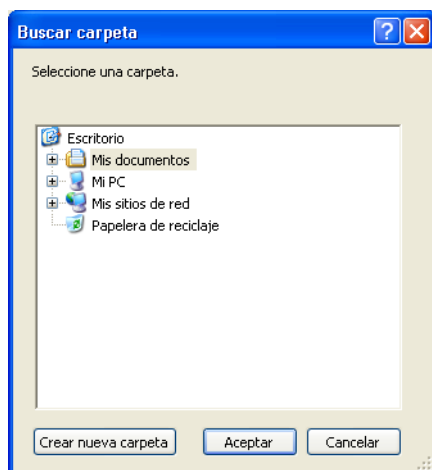 Buscar carpeta
Seleccione una carpeta.
Escritorio
Mis documentos
Mi PC
Mis sitios de red
Papelera de reciclaje
Crear nueva carpeta Aceptar Cancelar